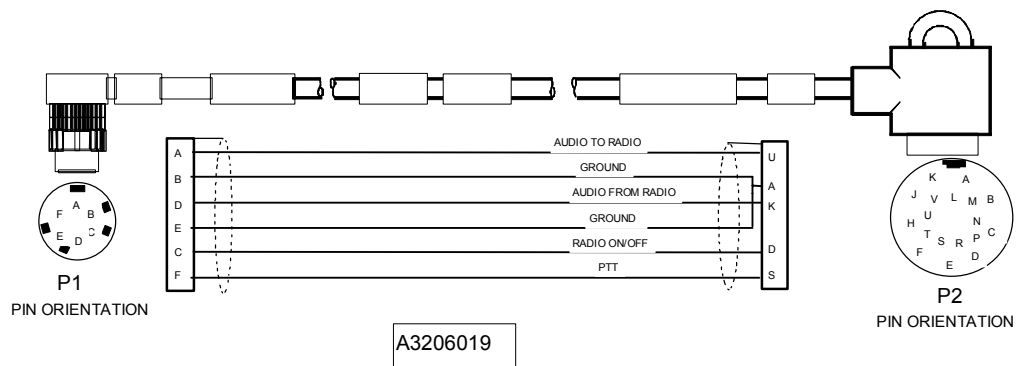 AUDIO TO RADIO
A
U
GROUND
B
A
AUDIO FROM RADIO
D
K
GROUND
E
RADIO ON/OFF
C
D
PTT
F
S
A
F B
E C
D
P1
PIN ORIENTATION
K A
J V L M B
U
H N
T P C
S R
F D
E
P2
PIN ORIENTATION
A3206019